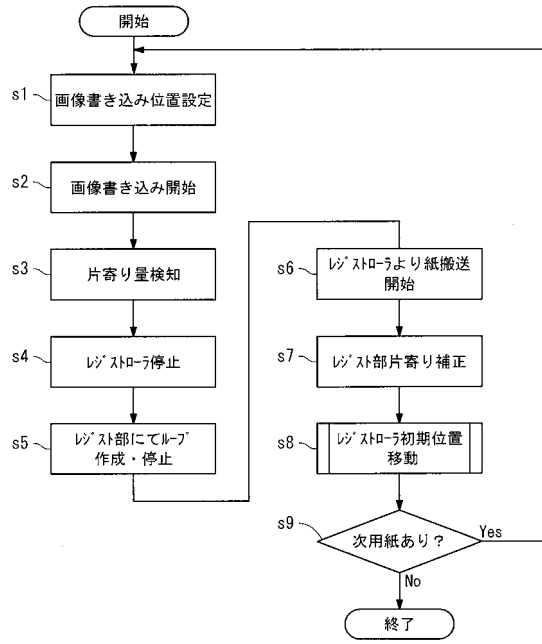 開始
s1
画像書き込み位置設定
s2
画像書き込み開始
s3
片寄り量検知
s4
ﾚｼﾞｽﾄﾛｰﾗ停止
s5
ﾚｼﾞｽﾄ部にてﾙｰﾌﾟ
作成・停止
s6
ﾚｼﾞｽﾄﾛｰﾗより紙搬送
開始
s7
ﾚｼﾞｽﾄ部片寄り補正
s8
ﾚｼﾞｽﾄﾛｰﾗ初期位置
移動
s9
次用紙あり？
Yes
No
終了